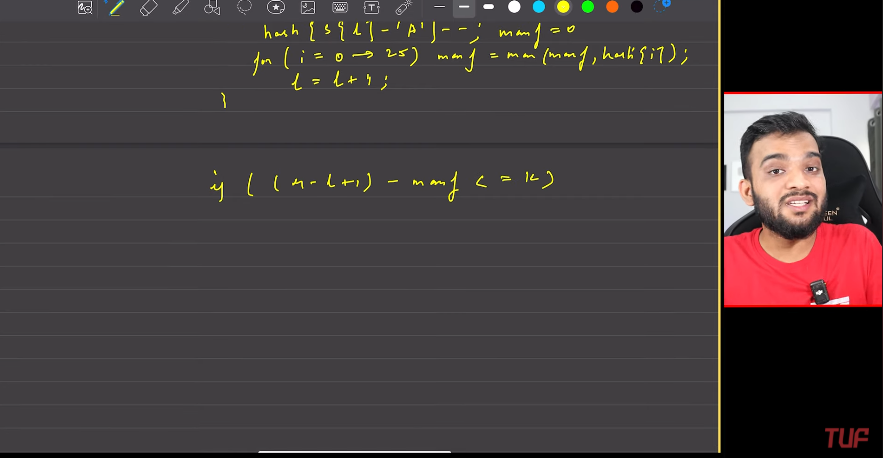 hash[s[l] - 'A']--; maxf = 0
for (i = 0 → 25) maxf = max(maxf, hash[i]);
l = l + 1;
}
if ((r - l + 1) - maxf <= k)
TUF